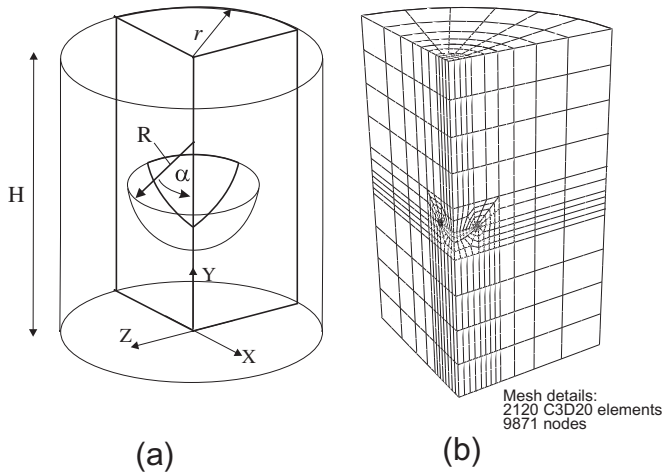 r
R
α
H
Y
Z
X
Mesh details:
2120 C3D20 elements
9871 nodes
(a)
(b)